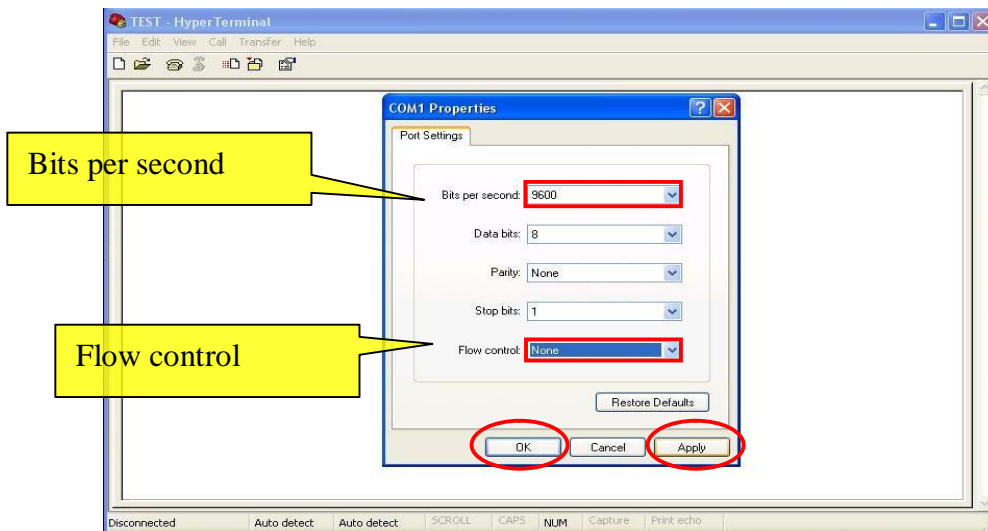 TEST - HyperTerminal
File Edit View Call Transfer Help
COM1 Properties
Port Settings
Bits per second
Bits per second: 9600
Data bits: 8
Parity: None
Stop bits: 1
Flow control
Flow control: None
Restore Defaults
OK Cancel Apply
Disconnected Auto detect Auto detect SCROLL CAPS NUM Capture Print echo